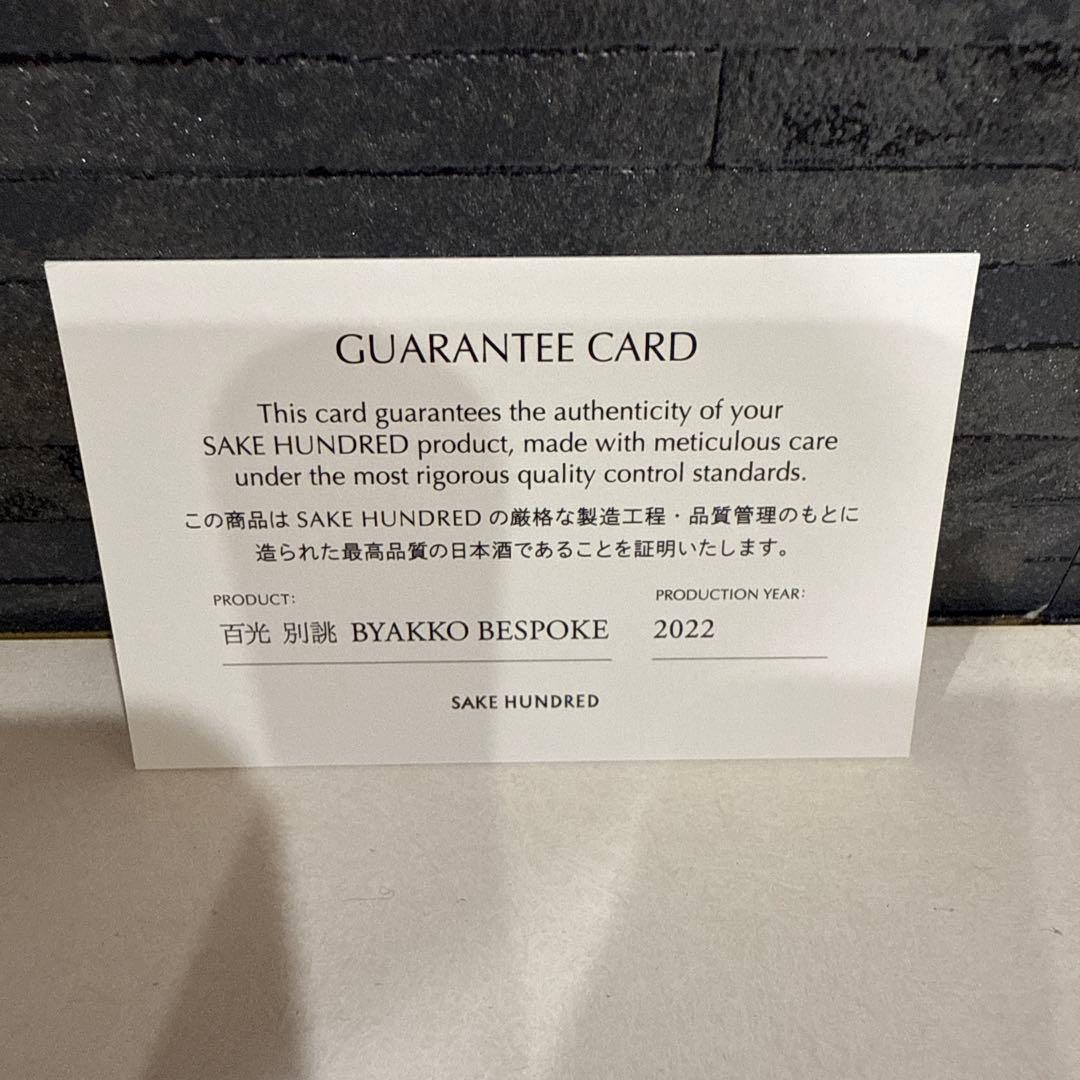 GUARANTEE CARD
This card guarantees the authenticity of your
SAKE HUNDRED product, made with meticulous care
under the most rigorous quality control standards.
この商品は SAKE HUNDRED の厳格な製造工程・品質管理のもとに
造られた最高品質の日本酒であることを証明いたします。
PRODUCT:
百光 別誂 BYAKKO BESPOKE
PRODUCTION YEAR:
2022
SAKE HUNDRED